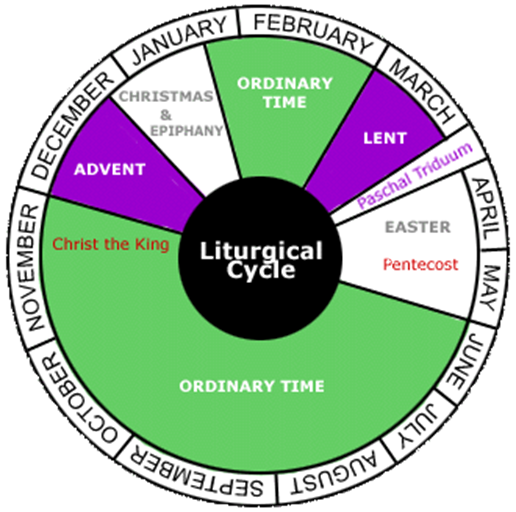 JANUARY
FEBRUARY
MARCH
APRIL
MAY
JUNE
JULY
AUGUST
SEPTEMBER
OCTOBER
NOVEMBER
DECEMBER
CHRISTMAS
&
EPIPHANY
ORDINARY
TIME
LENT
Paschal Triduum
EASTER
Pentecost
ORDINARY TIME
Christ the King
ADVENT
Liturgical
Cycle